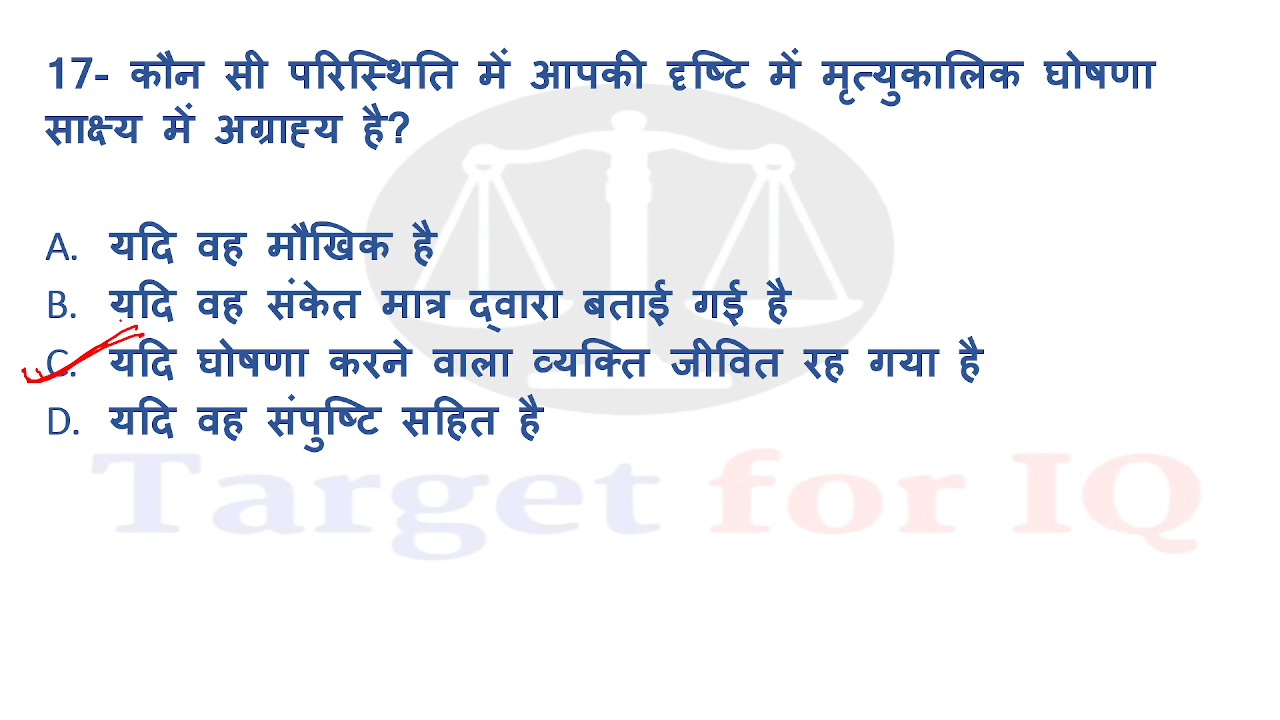 17- कौन सी परिस्थिति में आपकी दृष्टि में मृत्युकालिक घोषणा
साक्ष्य में अग्राह्य है?
A. यदि वह मौखिक है
B. यदि वह संकेत मात्र द्वारा बताई गई है
C. यदि घोषणा करने वाला व्यक्ति जीवित रह गया है
D. यदि वह संपुष्टि सहित है
Target for IQ